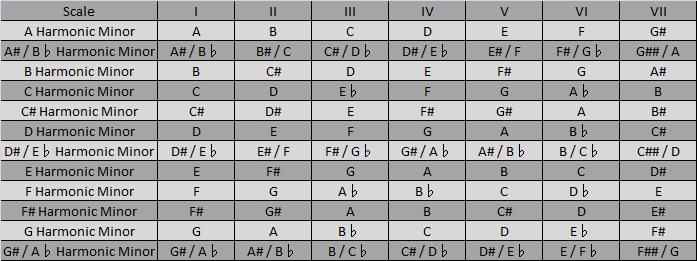 Scale I II III IV V VI VII
A Harmonic Minor A B C D E F G#
A# / B♭ Harmonic Minor A# / B♭ B# / C C# / D♭ D# / E♭ E# / F F# / G♭ G## / A
B Harmonic Minor B C# D E F# G A#
C Harmonic Minor C D E♭ F G A♭ B
C# Harmonic Minor C# D# E F# G# A B#
D Harmonic Minor D E F G A B♭ C#
D# / E♭ Harmonic Minor D# / E♭ E# / F F# / G♭ G# / A♭ A# / B♭ B / C♭ C## / D
E Harmonic Minor E F# G A B C D#
F Harmonic Minor F G A♭ B♭ C D♭ E
F# Harmonic Minor F# G# A B C# D E#
G Harmonic Minor G A B♭ C D E♭ F#
G# / A♭ Harmonic Minor G# / A♭ A# / B♭ B / C♭ C# / D♭ D# / E♭ E / F♭ F## / G